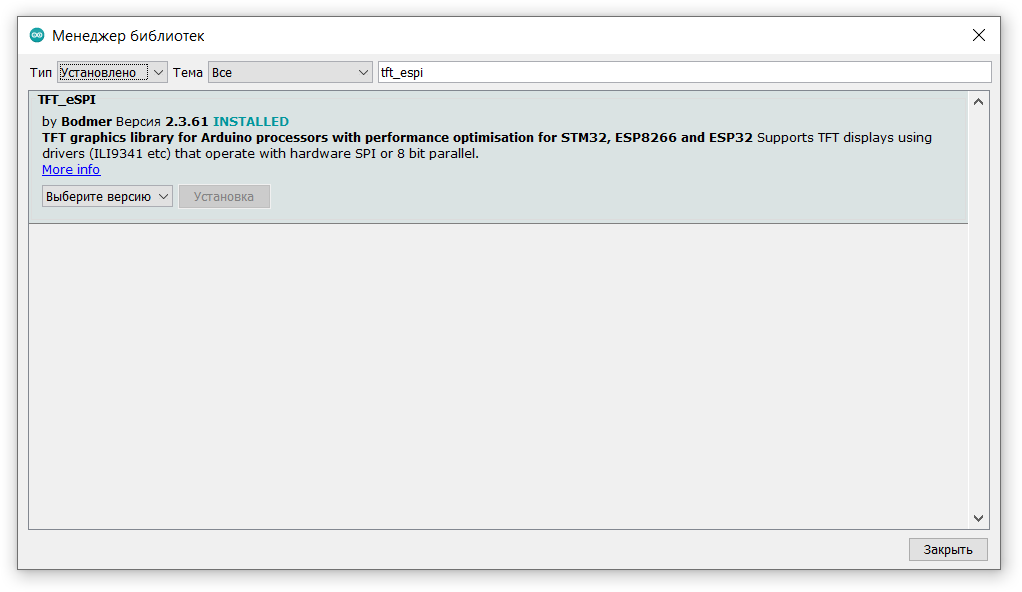 Менеджер библиотек
Тип Установлено Тема Все tft_espi
TFT_eSPI
by Bodmer Версия 2.3.61 INSTALLED
TFT graphics library for Arduino processors with performance optimisation for STM32, ESP8266 and ESP32 Supports TFT displays using
drivers (ILI9341 etc) that operate with hardware SPI or 8 bit parallel.
More info
Выберите версию Установка
Закрыть